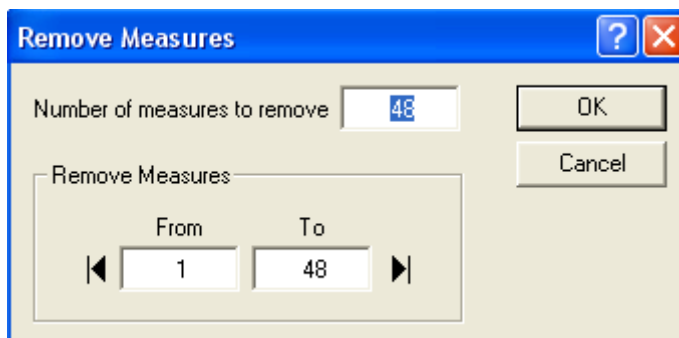 Remove Measures
Number of measures to remove 48
OK
Cancel
Remove Measures
From To
1 48